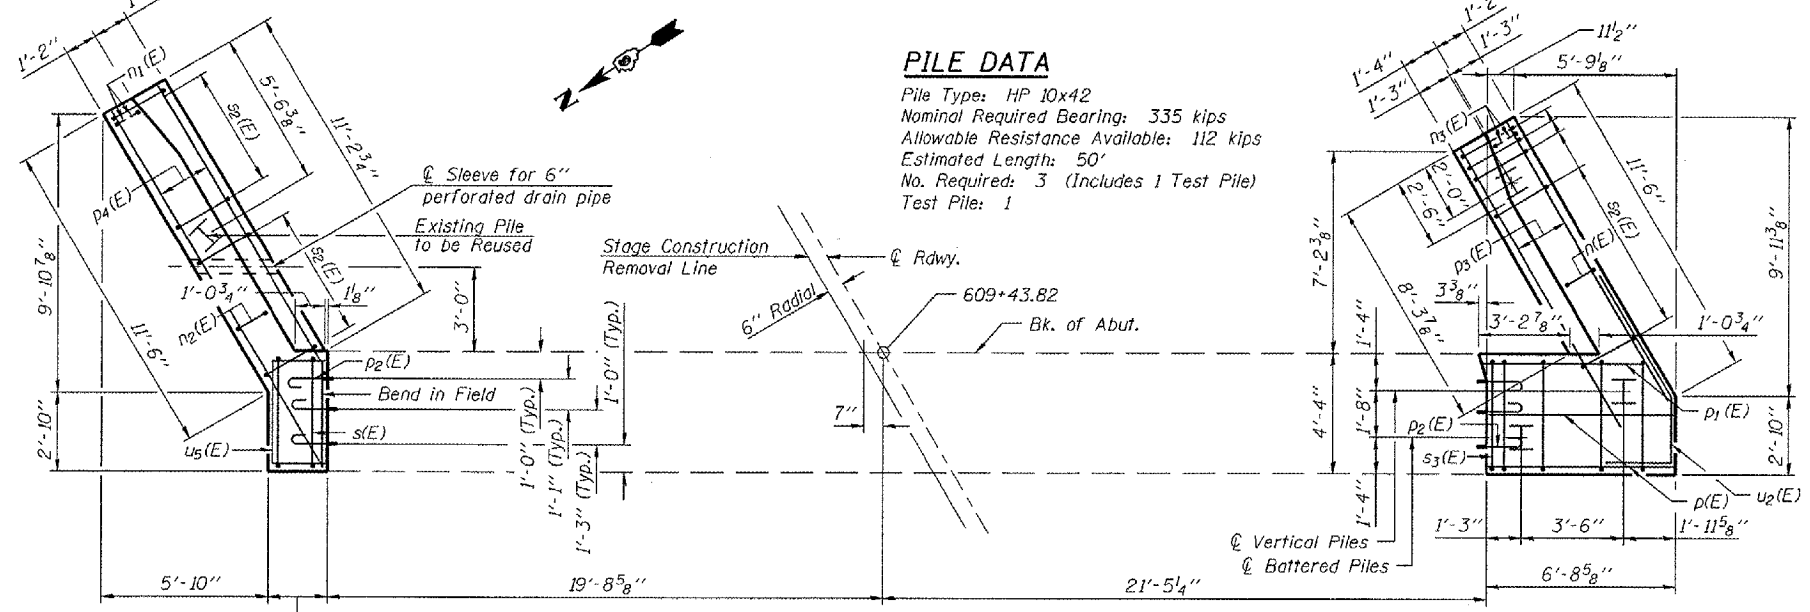 PILE DATA
Pile Type: HP 10x42
Nominal Required Bearing: 335 kips
Allowable Resistance Available: 112 kips
Estimated Length: 50'
No. Required: 3 (Includes 1 Test Pile)
Test Pile: 1
N
1'-2"
n1(E)
s2(E)
5'-6 3/8"
11'-2 3/4"
p4(E)
℄ Sleeve for 6"
perforated drain pipe
Existing Pile
to be Reused
s2(E)
9'-10 7/8"
1'-0 3/4"
1 1/8"
3'-0"
n2(E)
11'-6"
2'-10"
p2(E)
Bend in Field
s(E)
u5(E)
1'-0" (Typ.)
1'-0" (Typ.)
1'-1" (Typ.)
1'-3" (Typ.)
5'-10"
19'-8 5/8"
Stage Construction
Removal Line
6" Radial
℄ Rdwy.
609+43.82
Bk. of Abut.
7"
21'-5 1/4"
1'-2"
1'-3"
11 1/2"
1'-4"
1'-3"
5'-9 1/8"
n3(E)
2'-0"
2'-6"
11'-6"
s2(E)
p3(E)
n(E)
7'-2 3/8"
9'-11 3/8"
8'-3 7/8"
3 3/8"
3'-2 7/8"
1'-0 3/4"
1'-4"
4'-4"
1'-8"
1'-4"
p2(E)
s3(E)
p1(E)
2'-10"
p(E)
u2(E)
1'-3"
3'-6"
1'-11 5/8"
℄ Vertical Piles
℄ Battered Piles
6'-8 5/8"